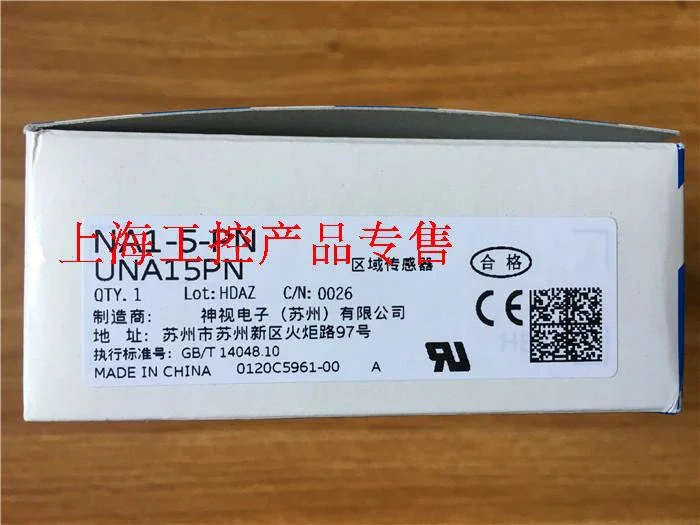 上海工控产品专售
NA1-5-PN
UNA15PN
区域传感器
合格
QTY. 1 Lot: HDAZ C/N: 0026
制造商: 神视电子（苏州）有限公司
地 址: 苏州市苏州新区火炬路97号
执行标准号: GB/T 14048.10
MADE IN CHINA 0120C5961-00 A
CE